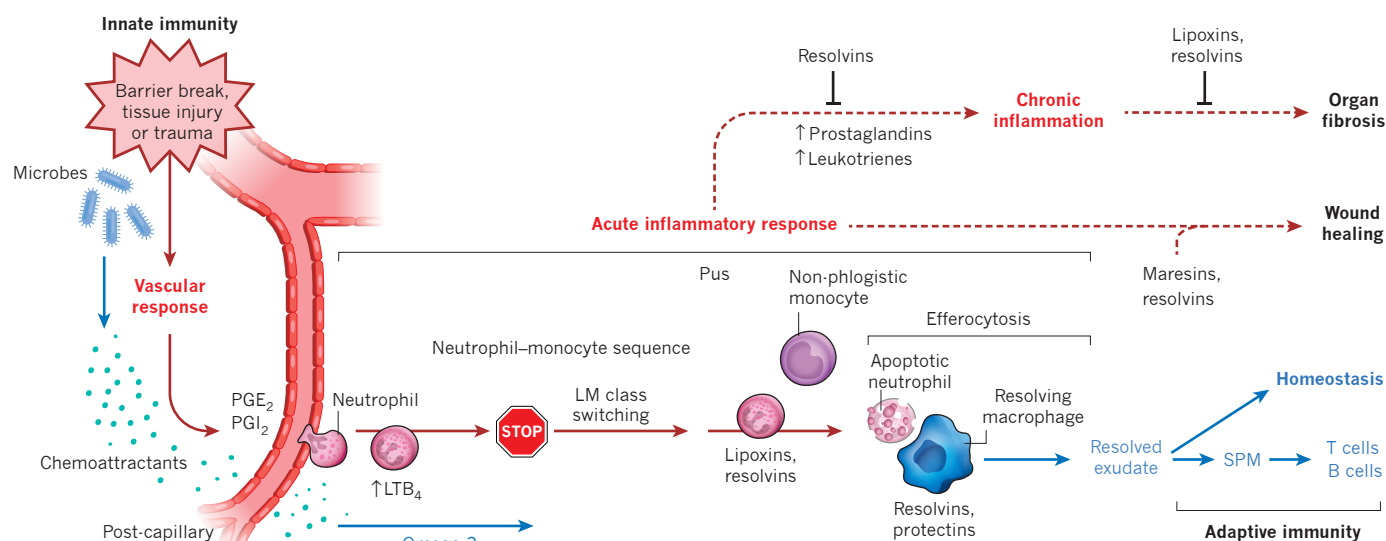 Innate immunity
Barrier break,
tissue injury
or trauma
Microbes
Vascular
response
Chemoattractants
PGE₂
PGI₂
Post-capillary
Neutrophil
↑LTB₄
Neutrophil–monocyte sequence
STOP
LM class
switching
Pus
Non-phlogistic
monocyte
Lipoxins,
resolvins
Efferocytosis
Apoptotic
neutrophil
Resolving
macrophage
Resolvins,
protectins
Acute inflammatory response
Resolvins
↑Prostaglandins
↑Leukotrienes
Chronic
inflammation
Lipoxins,
resolvins
Organ
fibrosis
Wound
healing
Maresins,
resolvins
Homeostasis
Resolved
exudate
SPM
T cells
B cells
Adaptive immunity